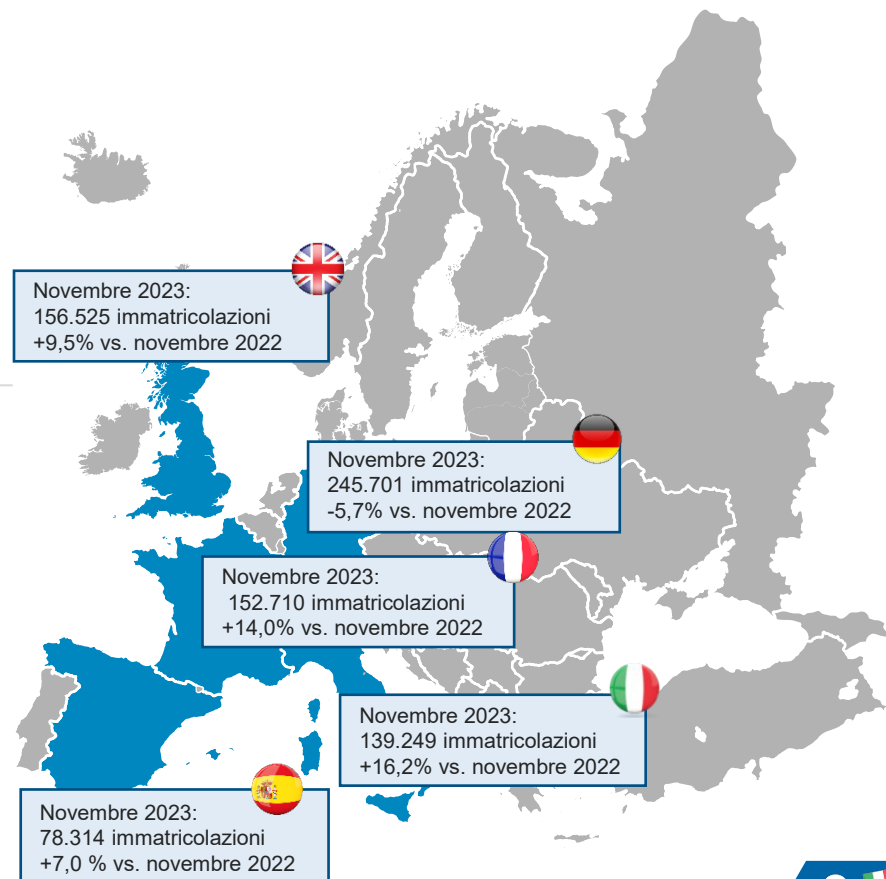 Novembre 2023:
156.525 immatricolazioni
+9,5% vs. novembre 2022
Novembre 2023:
245.701 immatricolazioni
-5,7% vs. novembre 2022
Novembre 2023:
152.710 immatricolazioni
+14,0% vs. novembre 2022
Novembre 2023:
139.249 immatricolazioni
+16,2% vs. novembre 2022
Novembre 2023:
78.314 immatricolazioni
+7,0 % vs. novembre 2022